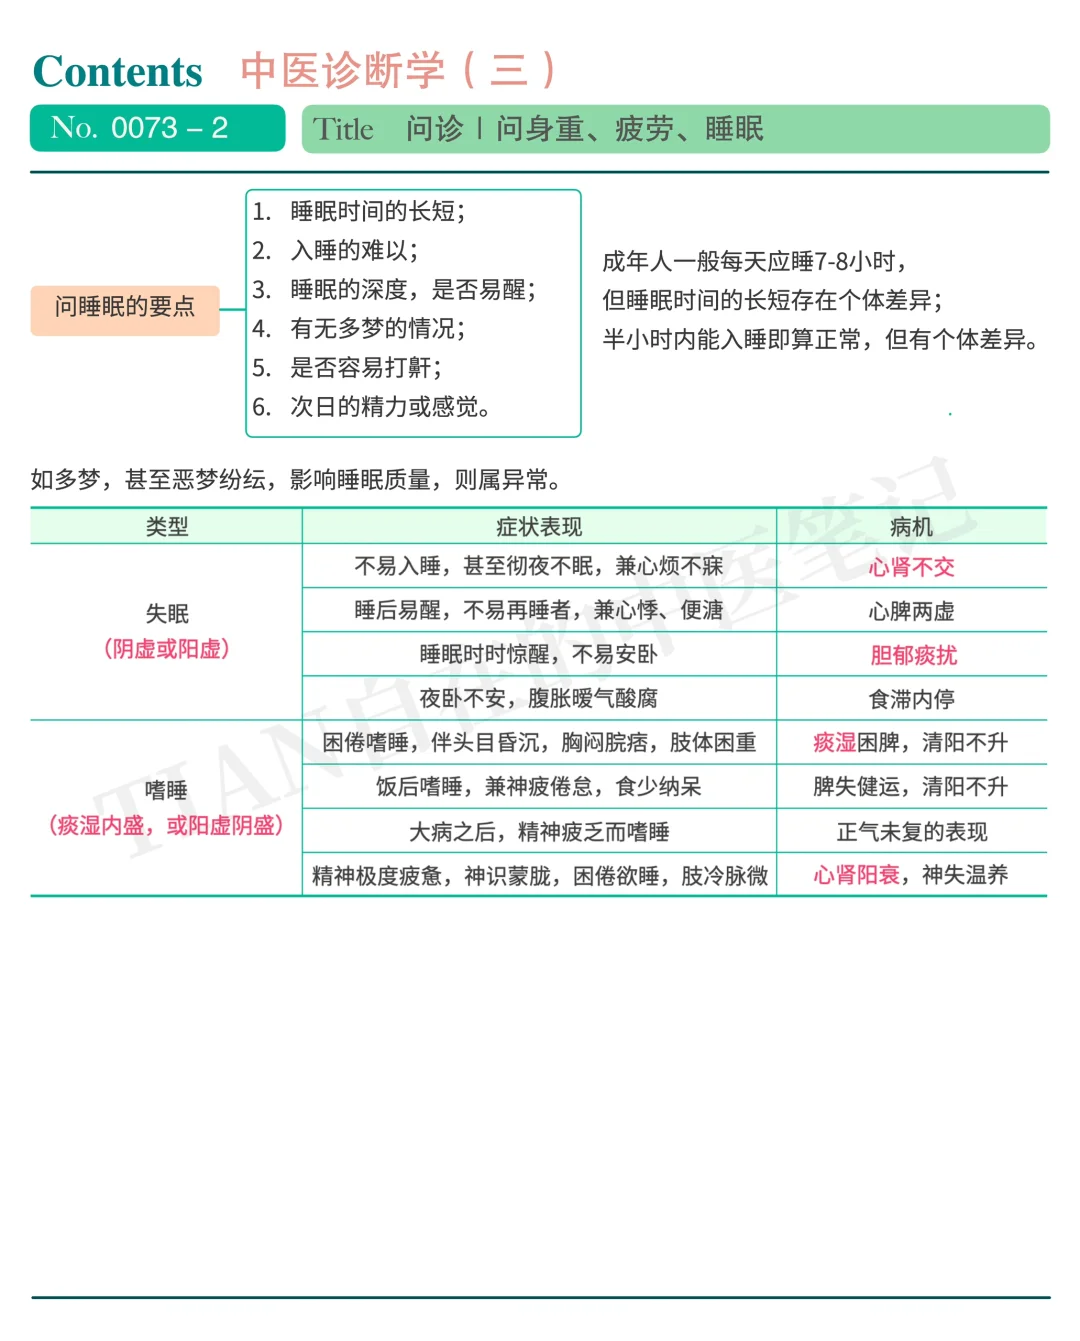 Contents 中医诊断学（三）
No. 0073 – 2
Title 问诊 | 问身重、疲劳、睡眠
问睡眠的要点
1. 睡眠时间的长短；
2. 入睡的难以；
3. 睡眠的深度，是否易醒；
4. 有无多梦的情况；
5. 是否容易打鼾；
6. 次日的精力或感觉。
成年人一般每天应睡7-8小时，
但睡眠时间的长短存在个体差异；
半小时内能入睡即算正常，但有个体差异。
如多梦，甚至恶梦纷纭，影响睡眠质量，则属异常。
类型 症状表现 病机
失眠
（阴虚或阳虚）
不易入睡，甚至彻夜不眠，兼心烦不寐 心肾不交
睡后易醒，不易再睡者，兼心悸、便溏 心脾两虚
睡眠时时惊醒，不易安卧 胆郁痰扰
夜卧不安，腹胀嗳气酸腐 食滞内停
嗜睡
（痰湿内盛，或阳虚阴盛）
困倦嗜睡，伴头目昏沉，胸闷脘痞，肢体困重 痰湿困脾，清阳不升
饭后嗜睡，兼神疲倦怠，食少纳呆 脾失健运，清阳不升
大病之后，精神疲乏而嗜睡 正气未复的表现
精神极度疲惫，神识蒙胧，困倦欲睡，肢冷脉微 心肾阳衰，神失温养
TIAN自在的中医笔记